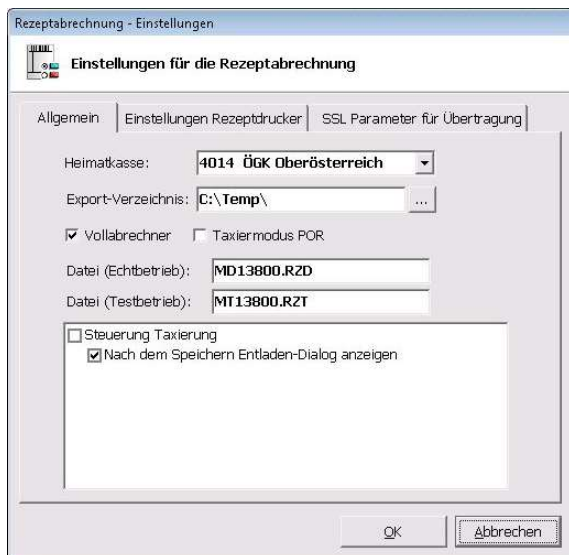 Rezeptabrechnung - Einstellungen
Einstellungen für die Rezeptabrechnung
Allgemein Einstellungen Rezeptdrucker SSL Parameter für Übertragung
Heimatkasse: 4014 ÖGK Oberösterreich
Export-Verzeichnis: C:\Temp\ ...
Vollabrechner Taxiermodus POR
Datei (Echtbetrieb): MD13800.RZD
Datei (Testbetrieb): MT13800.RZT
Steuerung Taxierung
Nach dem Speichern Entladen-Dialog anzeigen
OK Abbrechen